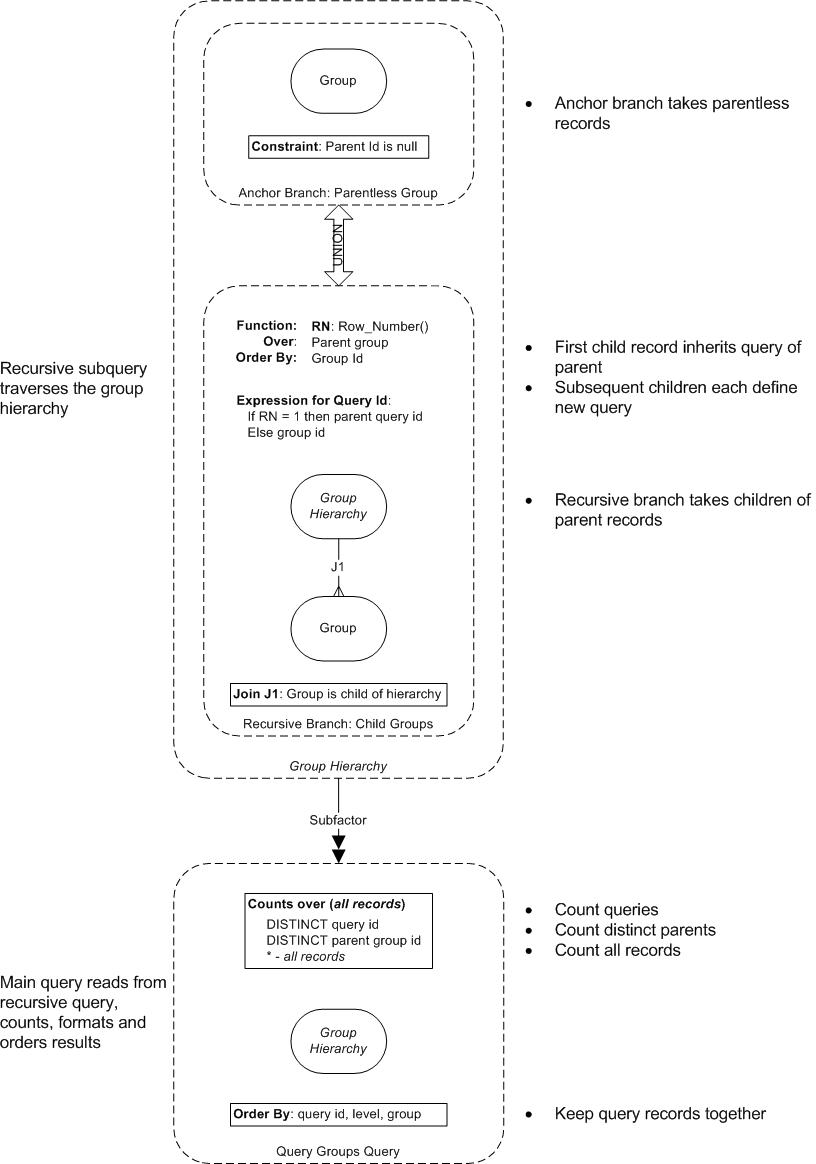 Group
Constraint: Parent Id is null
Anchor Branch: Parentless Group
• Anchor branch takes parentless
records
UNION
Function: RN: Row_Number()
Over: Parent group
Order By: Group Id
Expression for Query Id:
If RN = 1 then parent query id
Else group id
Recursive subquery
traverses the group
hierarchy
• First child record inherits query of
parent
• Subsequent children each define
new query
Group
Hierarchy
J1
Group
• Recursive branch takes children of
parent records
Join J1: Group is child of hierarchy
Recursive Branch: Child Groups
Group Hierarchy
Subfactor
Counts over (all records)
DISTINCT query id
DISTINCT parent group id
* - all records
• Count queries
• Count distinct parents
• Count all records
Main query reads from
recursive query,
counts, formats and
orders results
Group
Hierarchy
Order By: query id, level, group
• Keep query records together
Query Groups Query